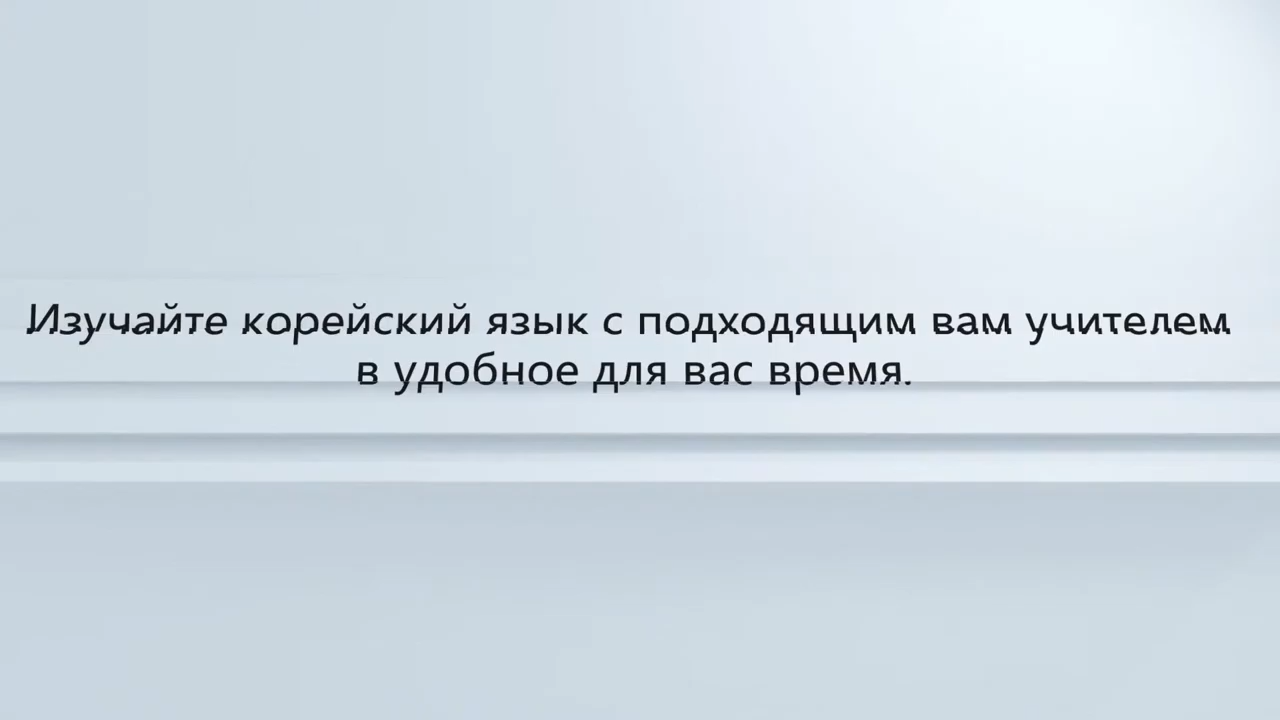 Изучайте корейский язык с подходящим вам учителем
в удобное для вас время.